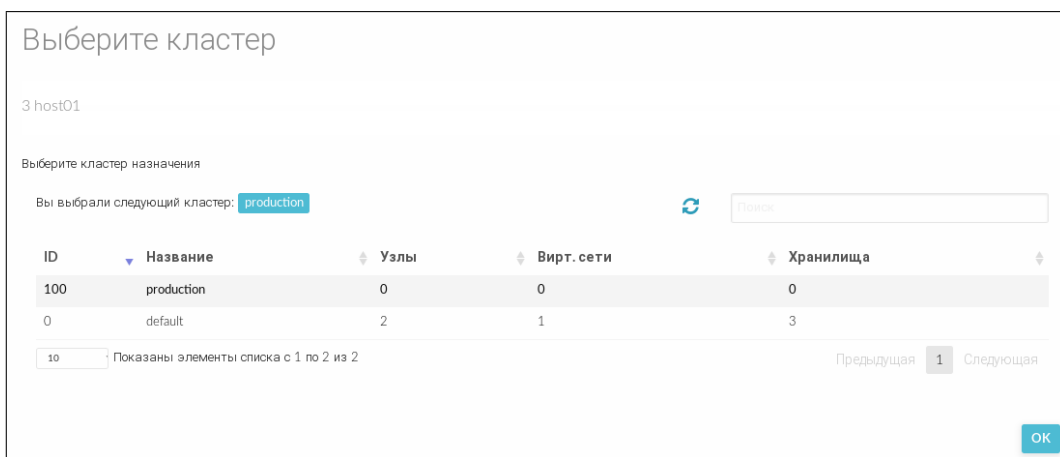 Выберите кластер
3 host01
Выберите кластер назначения
Вы выбрали следующий кластер: production
Поиск
ID Название Узлы Вирт. сети Хранилища
100 production 0 0 0
0 default 2 1 3
10 Показаны элементы списка с 1 по 2 из 2
Предыдущая 1 Следующая
OK